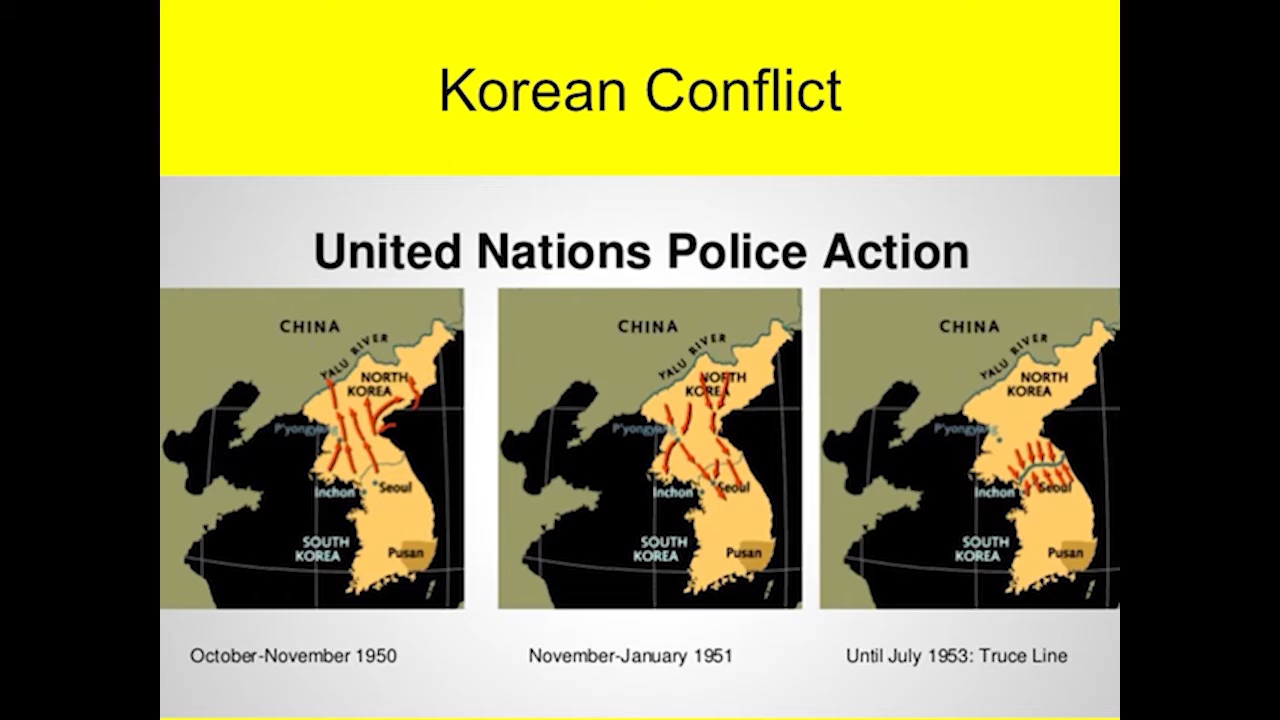 Korean Conflict
United Nations Police Action
CHINA
YALU RIVER
NORTH
KOREA
P'yongyang
Inchon
Seoul
SOUTH
KOREA
Pusan
October-November 1950
CHINA
YALU RIVER
NORTH
KOREA
P'yongyang
Inchon
Seoul
SOUTH
KOREA
Pusan
November-January 1951
CHINA
YALU RIVER
NORTH
KOREA
P'yongyang
Inchon
Seoul
SOUTH
KOREA
Pusan
Until July 1953: Truce Line